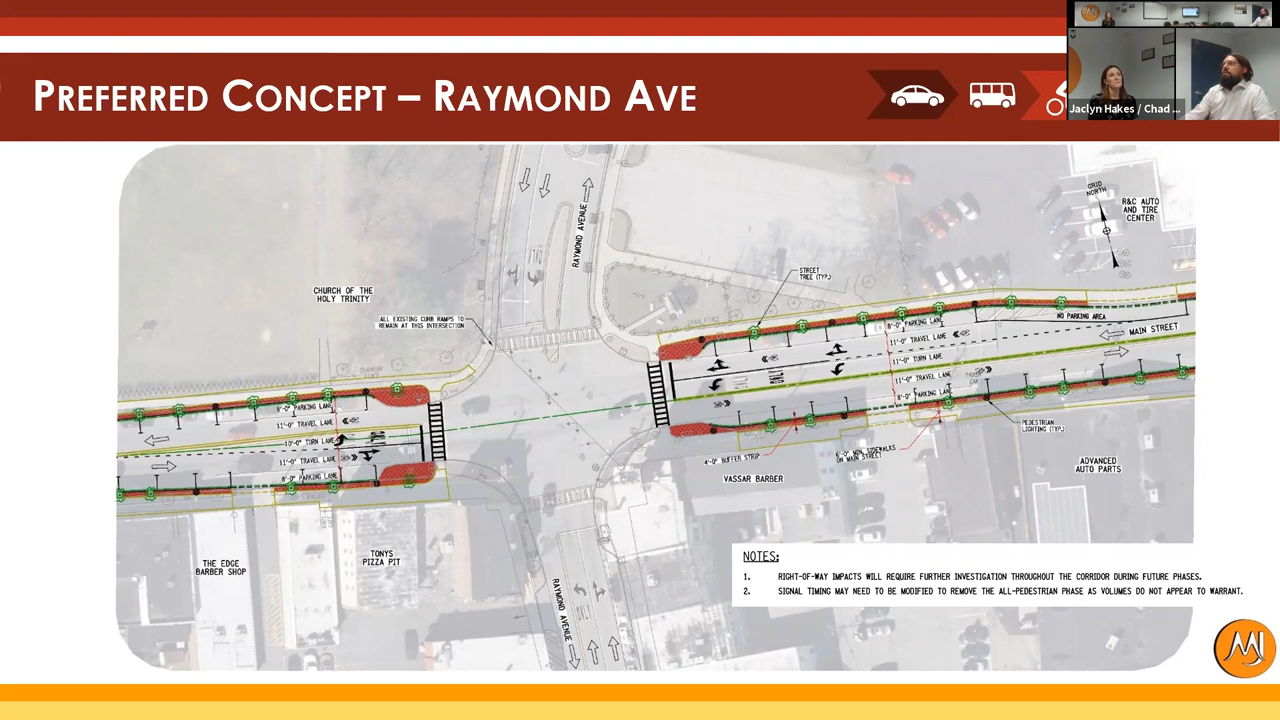 PREFERRED CONCEPT – RAYMOND AVE
Jaclyn Hakes / Chad ...
GRID
NORTH
R&C AUTO
AND TIRE
CENTER
RAYMOND AVENUE
STREET
TREE (TYP.)
CHURCH OF THE
HOLY TRINITY
ALL EXISTING CURB RAMPS TO
REMAIN AT THIS INTERSECTION
8'-0" PARKING LANE
NO PARKING AREA
11'-0" TRAVEL LANE
MAIN STREET
11'-0" TURN LANE
11'-0" TRAVEL LANE
8'-0" PARKING LANE
8'-0" PARKING LANE
11'-0" TRAVEL LANE
10'-0" TURN LANE
11'-0" TRAVEL LANE
8'-0" PARKING LANE
PEDESTRIAN
LIGHTING (TYP.)
4'-0" BUFFER STRIP
6'-0" MIN. SIDEWALKS
ON MAIN STREET
ADVANCED
AUTO PARTS
VASSAR BARBER
THE EDGE
BARBER SHOP
TONYS
PIZZA PIT
RAYMOND AVENUE
NOTES:
1. RIGHT-OF-WAY IMPACTS WILL REQUIRE FURTHER INVESTIGATION THROUGHOUT THE CORRIDOR DURING FUTURE PHASES.
2. SIGNAL TIMING MAY NEED TO BE MODIFIED TO REMOVE THE ALL-PEDESTRIAN PHASE AS VOLUMES DO NOT APPEAR TO WARRANT.
MJ